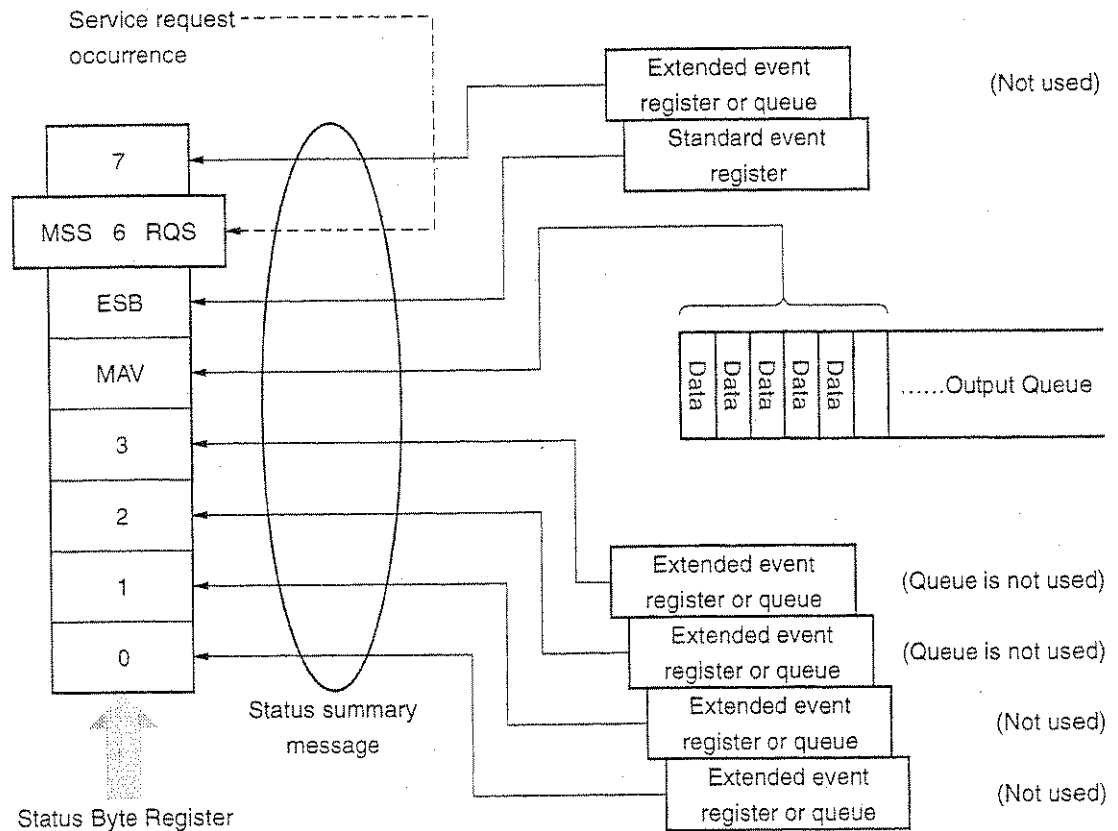 Service request
occurrence
Extended event
register or queue
(Not used)
Standard event
register
7
MSS 6 RQS
ESB
MAV
3
2
1
0
Data
Data
Data
Data
Data
......Output Queue
Extended event
register or queue
(Queue is not used)
Extended event
register or queue
(Queue is not used)
Extended event
register or queue
(Not used)
Extended event
register or queue
(Not used)
Status summary
message
Status Byte Register